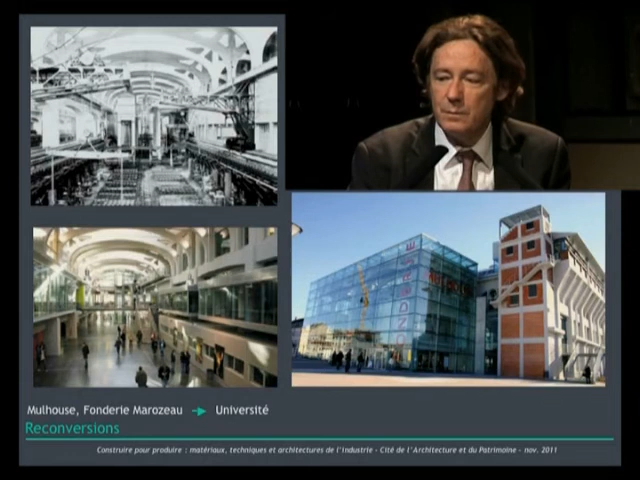 FONDERIE
Mulhouse, Fonderie Marozeau → Université
Reconversions
Construire pour produire : matériaux, techniques et architectures de l'industrie - Cité de l'Architecture et du Patrimoine - nov. 2011